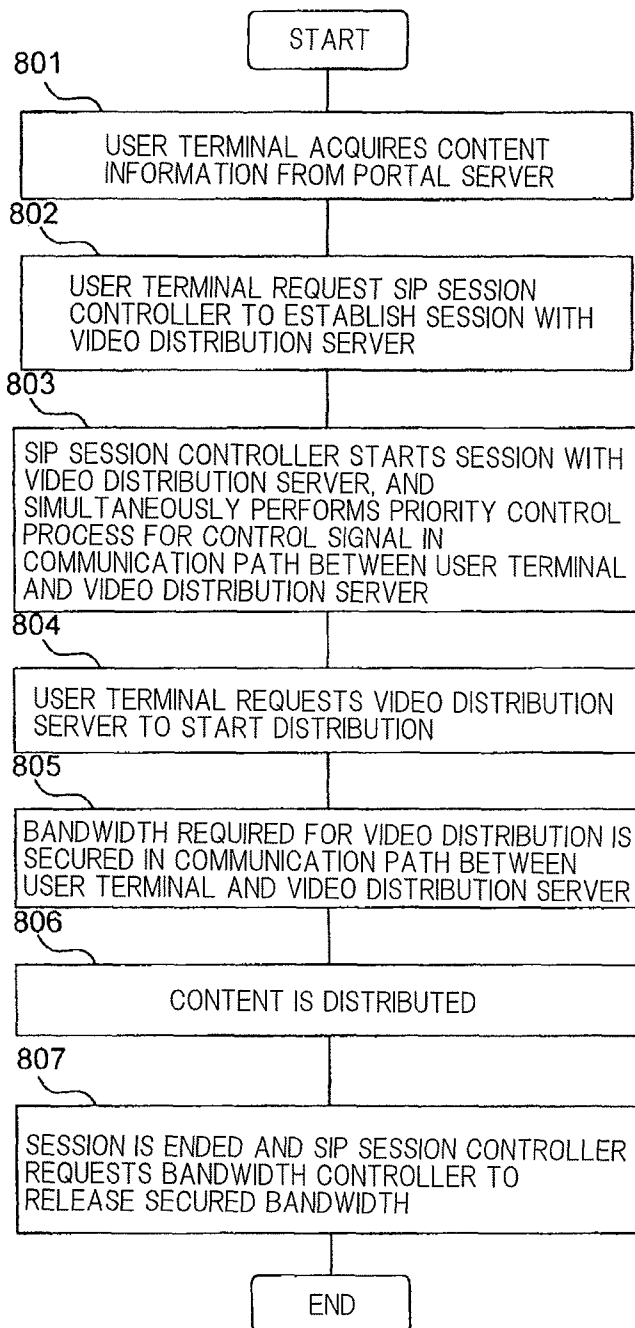 START
801
USER TERMINAL ACQUIRES CONTENT
INFORMATION FROM PORTAL SERVER
802
USER TERMINAL REQUEST SIP SESSION
CONTROLLER TO ESTABLISH SESSION WITH
VIDEO DISTRIBUTION SERVER
803
SIP SESSION CONTROLLER STARTS SESSION WITH
VIDEO DISTRIBUTION SERVER, AND
SIMULTANEOUSLY PERFORMS PRIORITY CONTROL
PROCESS FOR CONTROL SIGNAL IN
COMMUNICATION PATH BETWEEN USER TERMINAL
AND VIDEO DISTRIBUTION SERVER
804
USER TERMINAL REQUESTS VIDEO DISTRIBUTION
SERVER TO START DISTRIBUTION
805
BANDWIDTH REQUIRED FOR VIDEO DISTRIBUTION IS
SECURED IN COMMUNICATION PATH BETWEEN
USER TERMINAL AND VIDEO DISTRIBUTION SERVER
806
CONTENT IS DISTRIBUTED
807
SESSION IS ENDED AND SIP SESSION CONTROLLER
REQUESTS BANDWIDTH CONTROLLER TO
RELEASE SECURED BANDWIDTH
END